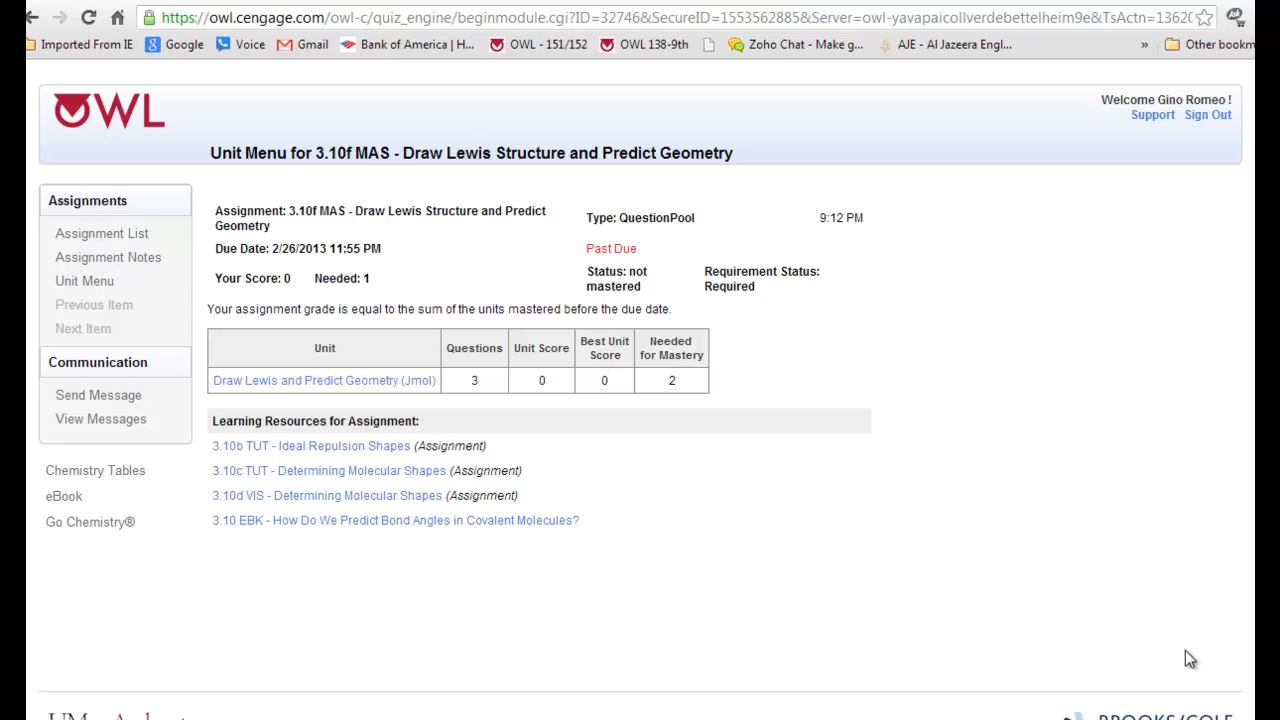 https://owl.cengage.com/owl-c/quiz_engine/beginmodule.cgi?ID=32746&SecureID=1553562885&Server=owl-yavapaicollverdebettelheim9e&TsActn=13620
Imported From IE Google Voice Gmail Bank of America | H... OWL - 151/152 OWL 138-9th Zoho Chat - Make g... AJE - Al Jazeera Engl... » Other bookm
OWL
Welcome Gino Romeo !
Support Sign Out
Unit Menu for 3.10f MAS - Draw Lewis Structure and Predict Geometry
Assignments
Assignment List
Assignment Notes
Unit Menu
Previous Item
Next Item
Communication
Send Message
View Messages
Chemistry Tables
eBook
Go Chemistry®
Assignment: 3.10f MAS - Draw Lewis Structure and Predict
Geometry
Type: QuestionPool
9:12 PM
Due Date: 2/26/2013 11:55 PM
Past Due
Your Score: 0 Needed: 1
Status: not
mastered
Requirement Status:
Required
Your assignment grade is equal to the sum of the units mastered before the due date.
Unit
Questions
Unit Score
Best Unit
Score
Needed
for Mastery
Draw Lewis and Predict Geometry (Jmol) 3 0 0 2
Learning Resources for Assignment:
3.10b TUT - Ideal Repulsion Shapes (Assignment)
3.10c TUT - Determining Molecular Shapes (Assignment)
3.10d VIS - Determining Molecular Shapes (Assignment)
3.10 EBK - How Do We Predict Bond Angles in Covalent Molecules?
BROOKS/COLE